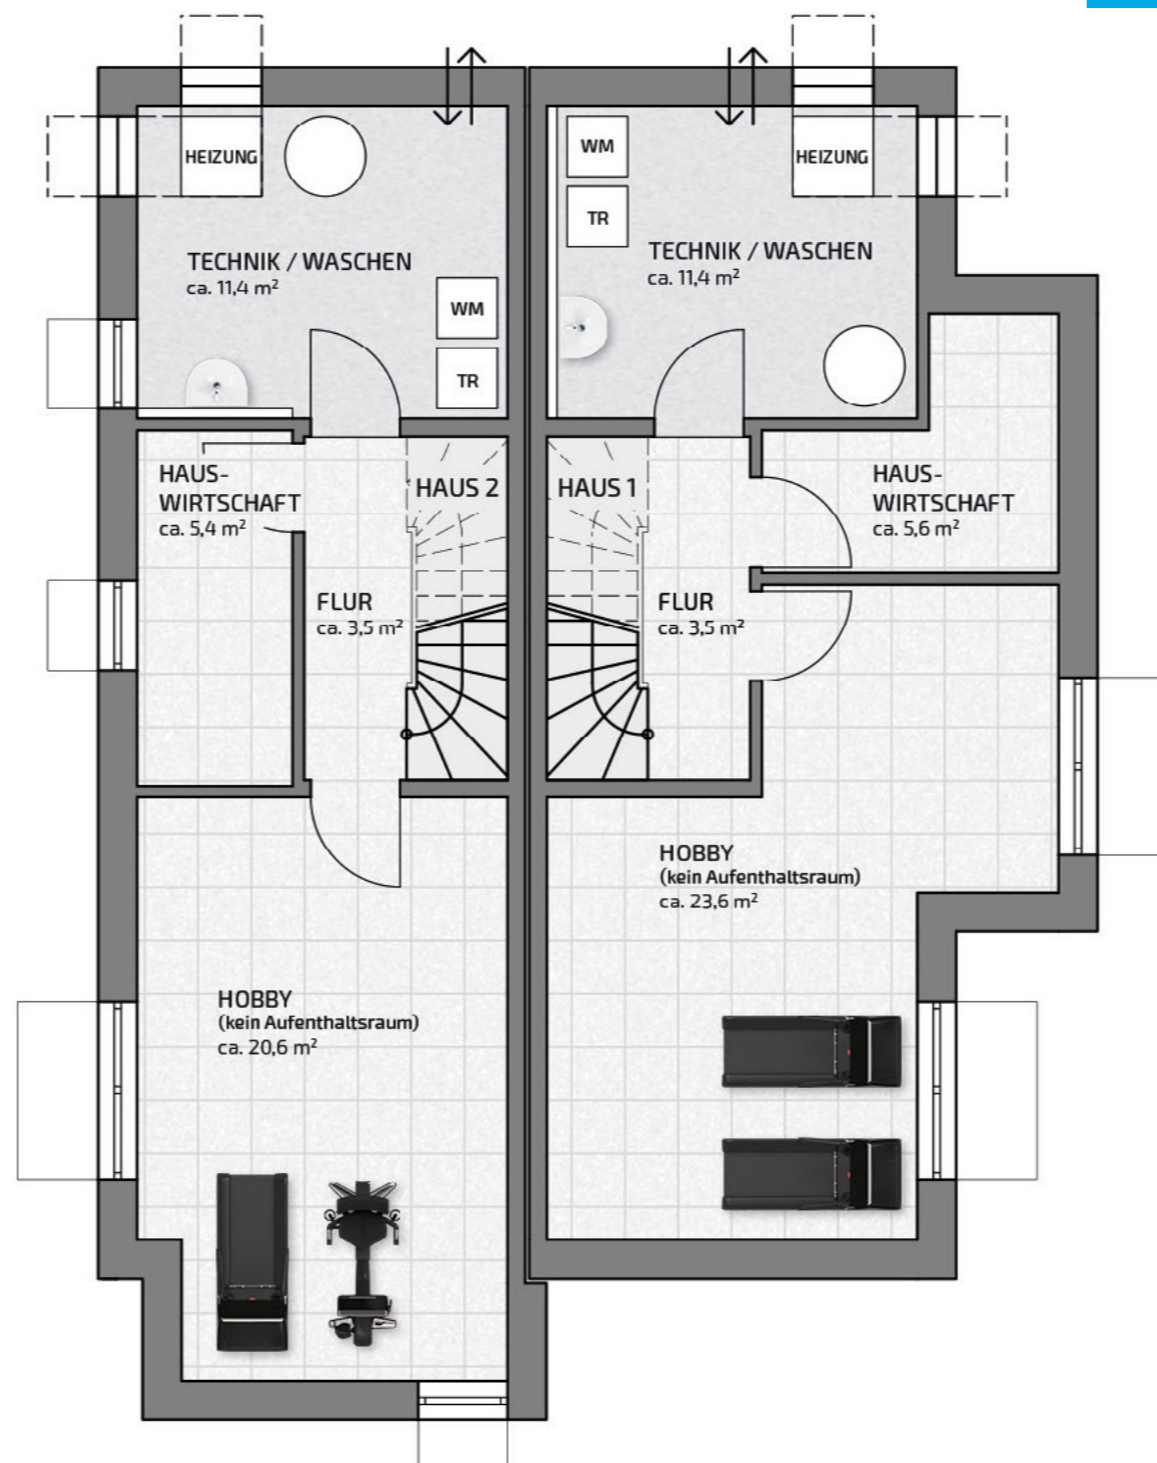 HEIZUNG
TECHNIK / WASCHEN
ca. 11,4 m²
WM
TR
HAUS-
WIRTSCHAFT
ca. 5,4 m²
HAUS 2
FLUR
ca. 3,5 m²
HOBBY
(kein Aufenthaltsraum)
ca. 20,6 m²
WM
TR
HEIZUNG
TECHNIK / WASCHEN
ca. 11,4 m²
HAUS 1
HAUS-
WIRTSCHAFT
ca. 5,6 m²
FLUR
ca. 3,5 m²
HOBBY
(kein Aufenthaltsraum)
ca. 23,6 m²